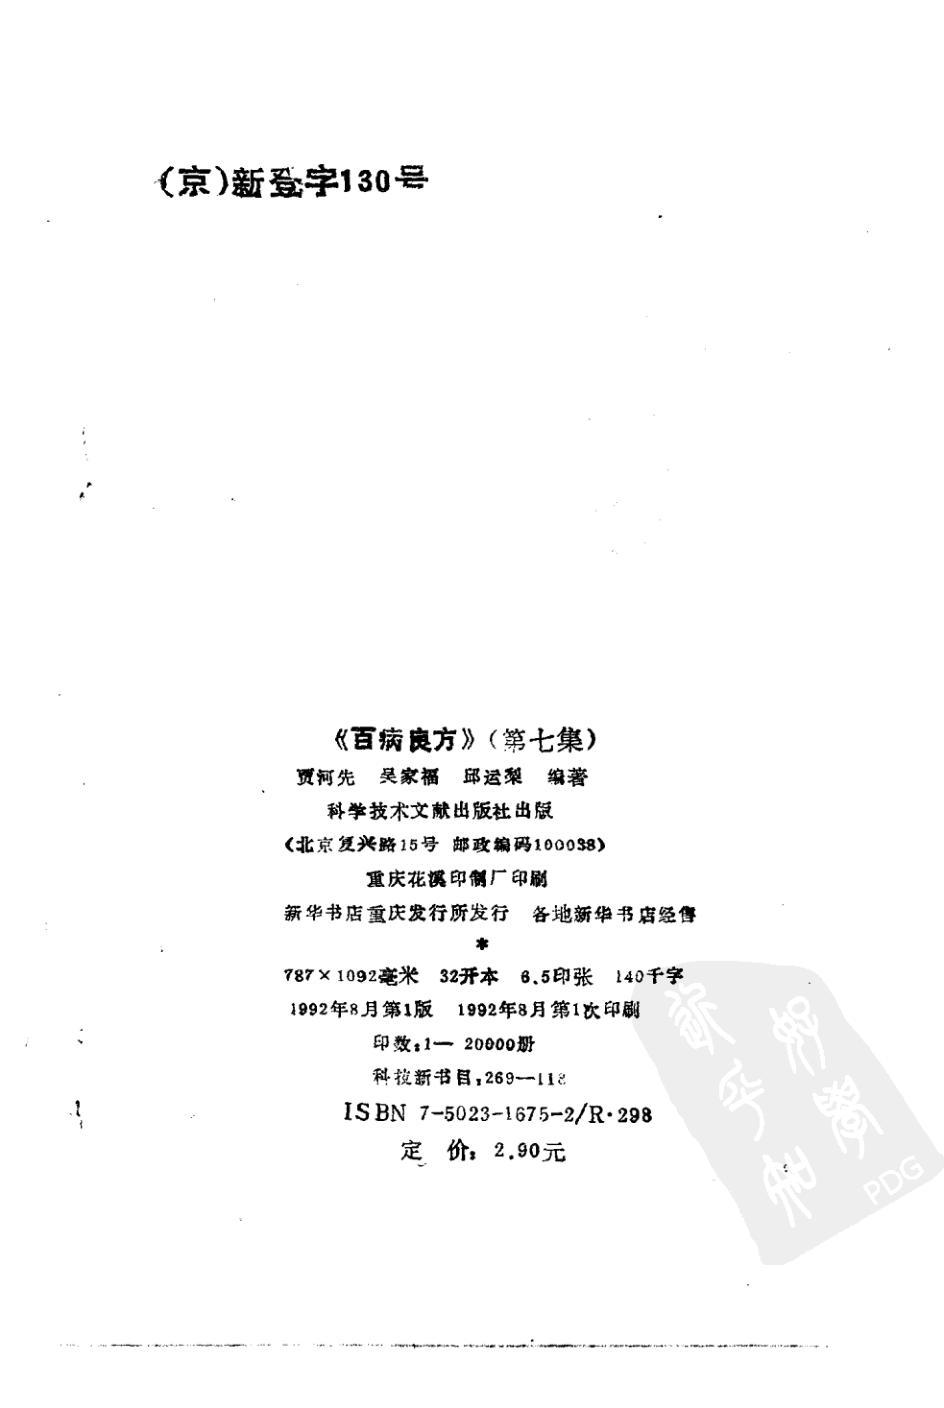 (京)新登字130号
《百病良方》(第七集)
贾河先 吴家福 邱运梨 编著
科学技术文献出版社出版
(北京复兴路15号 邮政编码100038)
重庆花溪印制厂印刷
新华书店重庆发行所发行 各地新华书店经售
*
787×1092毫米 32开本 6.5印张 140千字
1992年8月第1版 1992年8月第1次印刷
印数:1— 20000册
科技新书目:269—118
ISBN 7-5023-1675-2/R·298
定 价: 2.90元
PDG